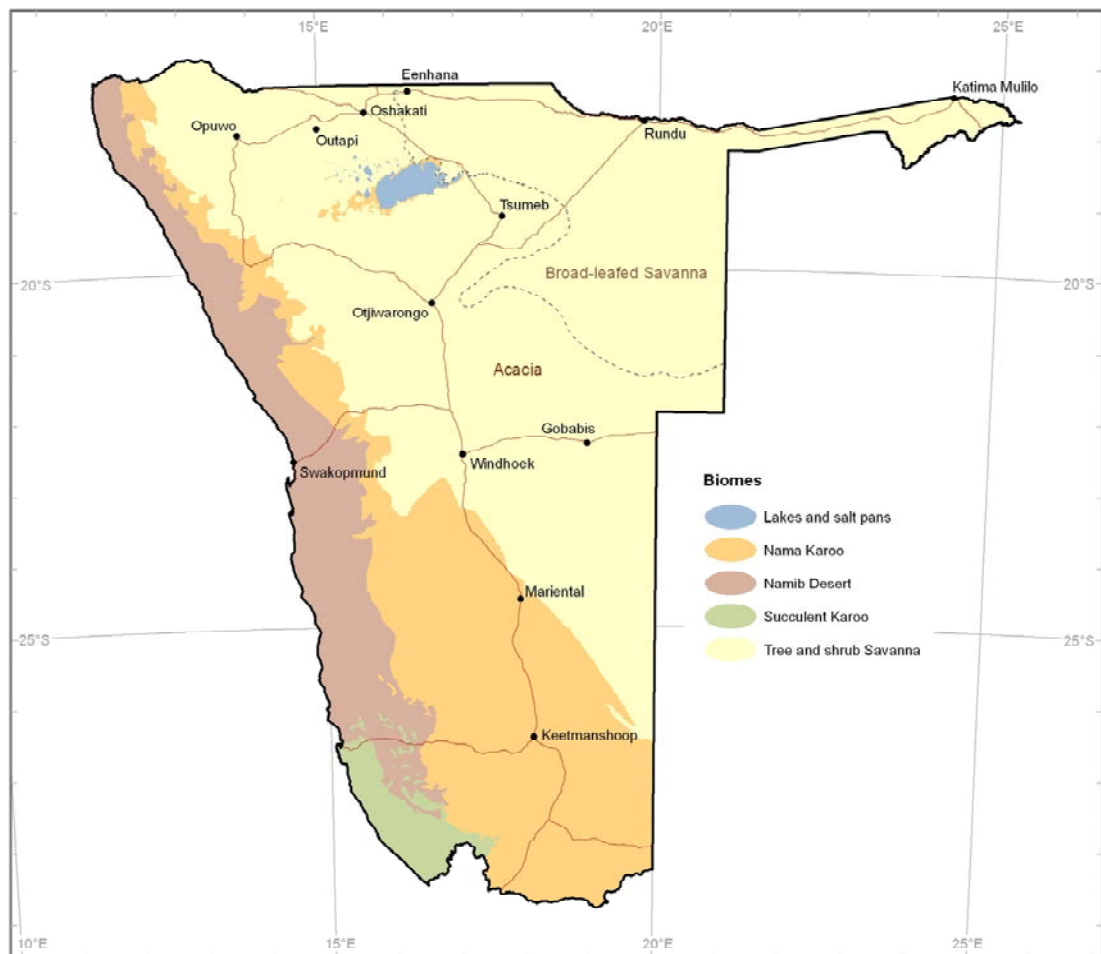 15°E
20°E
25°E
Eenhana
Katima Mulilo
Oshakati
Opuwo
Outapi
Rundu
Tsumeb
20°S
Broad-leafed Savanna
20°S
Otjiwarongo
Acacia
Gobabis
Windhoek
Swakopmund
Biomes
Lakes and salt pans
Nama Karoo
Namib Desert
Mariental
Succulent Karoo
25°S
25°S
Tree and shrub Savanna
Keetmanshoop
10°E
15°E
20°E
25°E